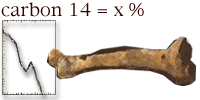 carbon 14 = x %